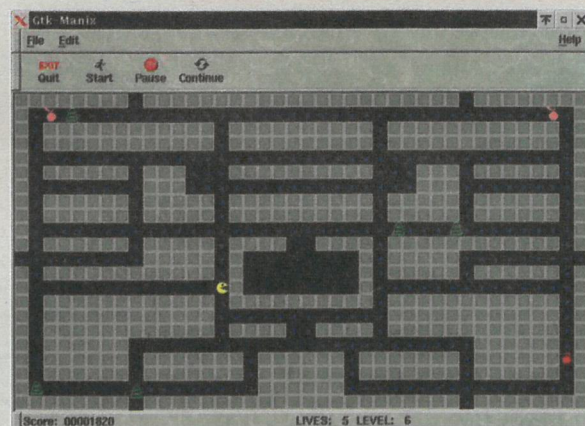 Gtk-Manix
File Edit Help
EXIT
Quit Start Pause Continue
Score: 00001820 LIVES: 5 LEVEL: 6